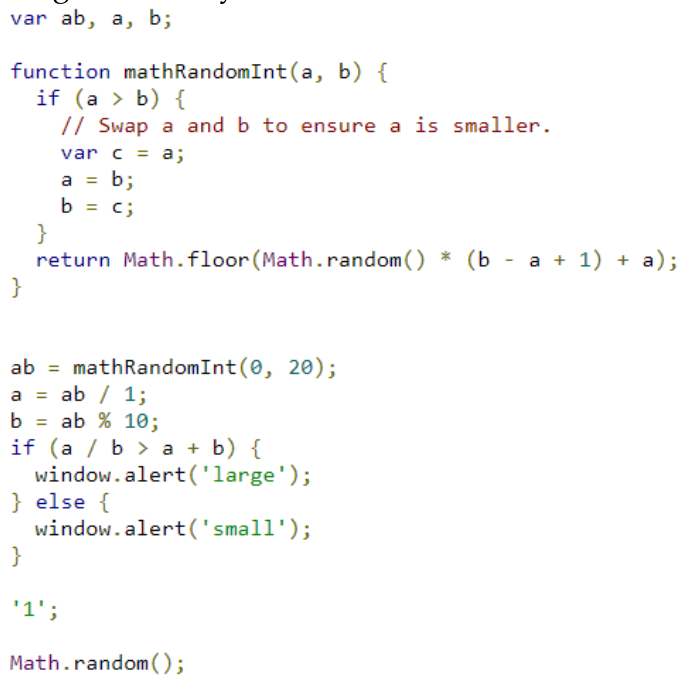 var ab, a, b;

function mathRandomInt(a, b) {
  if (a > b) {
    // Swap a and b to ensure a is smaller.
    var c = a;
    a = b;
    b = c;
  }
  return Math.floor(Math.random() * (b - a + 1) + a);
}


ab = mathRandomInt(0, 20);
a = ab / 1;
b = ab % 10;
if (a / b > a + b) {
  window.alert('large');
} else {
  window.alert('small');
}

'1';

Math.random();